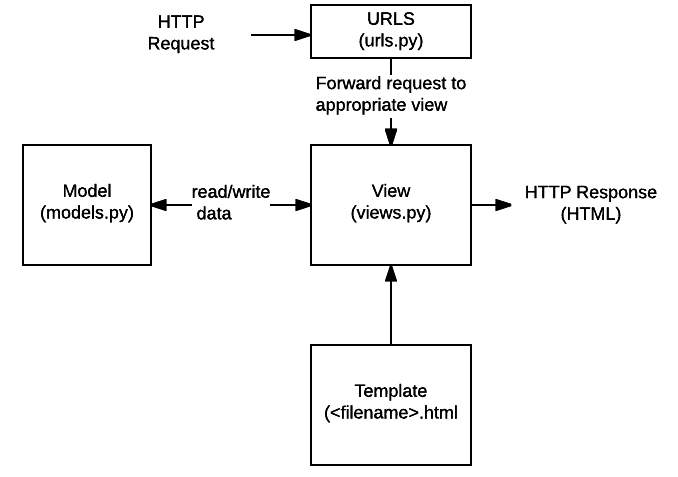 HTTP
Request
URLS
(urls.py)
Forward request to
appropriate view
Model
(models.py)
read/write
data
View
(views.py)
HTTP Response
(HTML)
Template
(<filename>.html